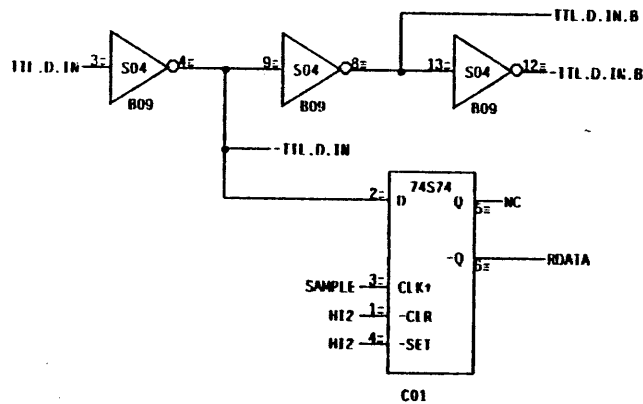 TTL.D.IN.B
TTL.D.IN 3= S04 4= 9= S04 8= 13= S04 12= -TTL.D.IN.B
B09 B09 B09
-TTL.D.IN
74S74
2= D Q 5= NC
-Q 6= RDATA
SAMPLE 3= CLK↑
HI2 1= -CLR
HI2 4= -SET
C01